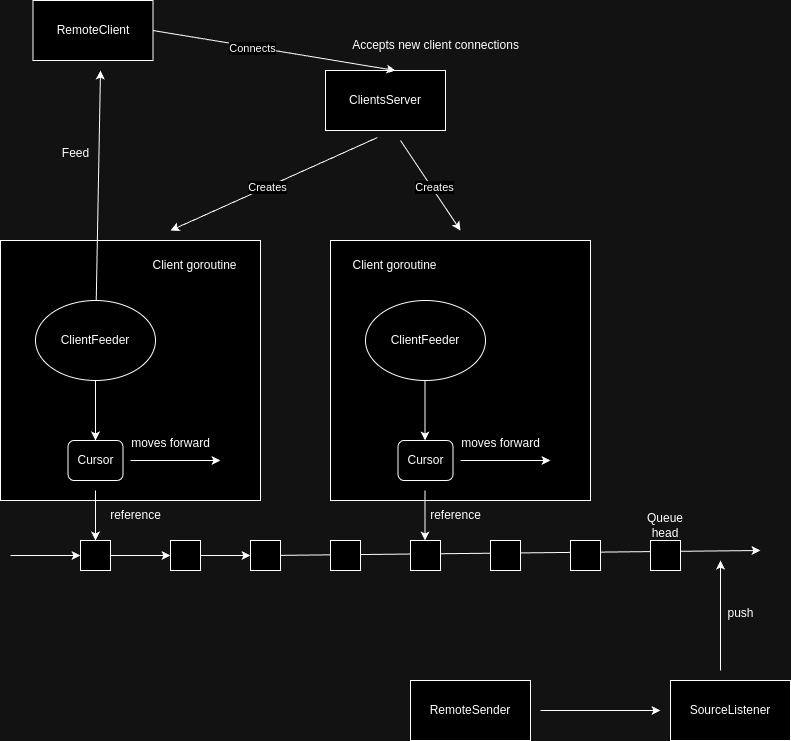 RemoteClient
Connects
Accepts new client connections
ClientsServer
Feed
Creates
Creates
Client goroutine
Client goroutine
ClientFeeder
ClientFeeder
moves forward
moves forward
Cursor
Cursor
reference
reference
Queue
head
push
RemoteSender
SourceListener